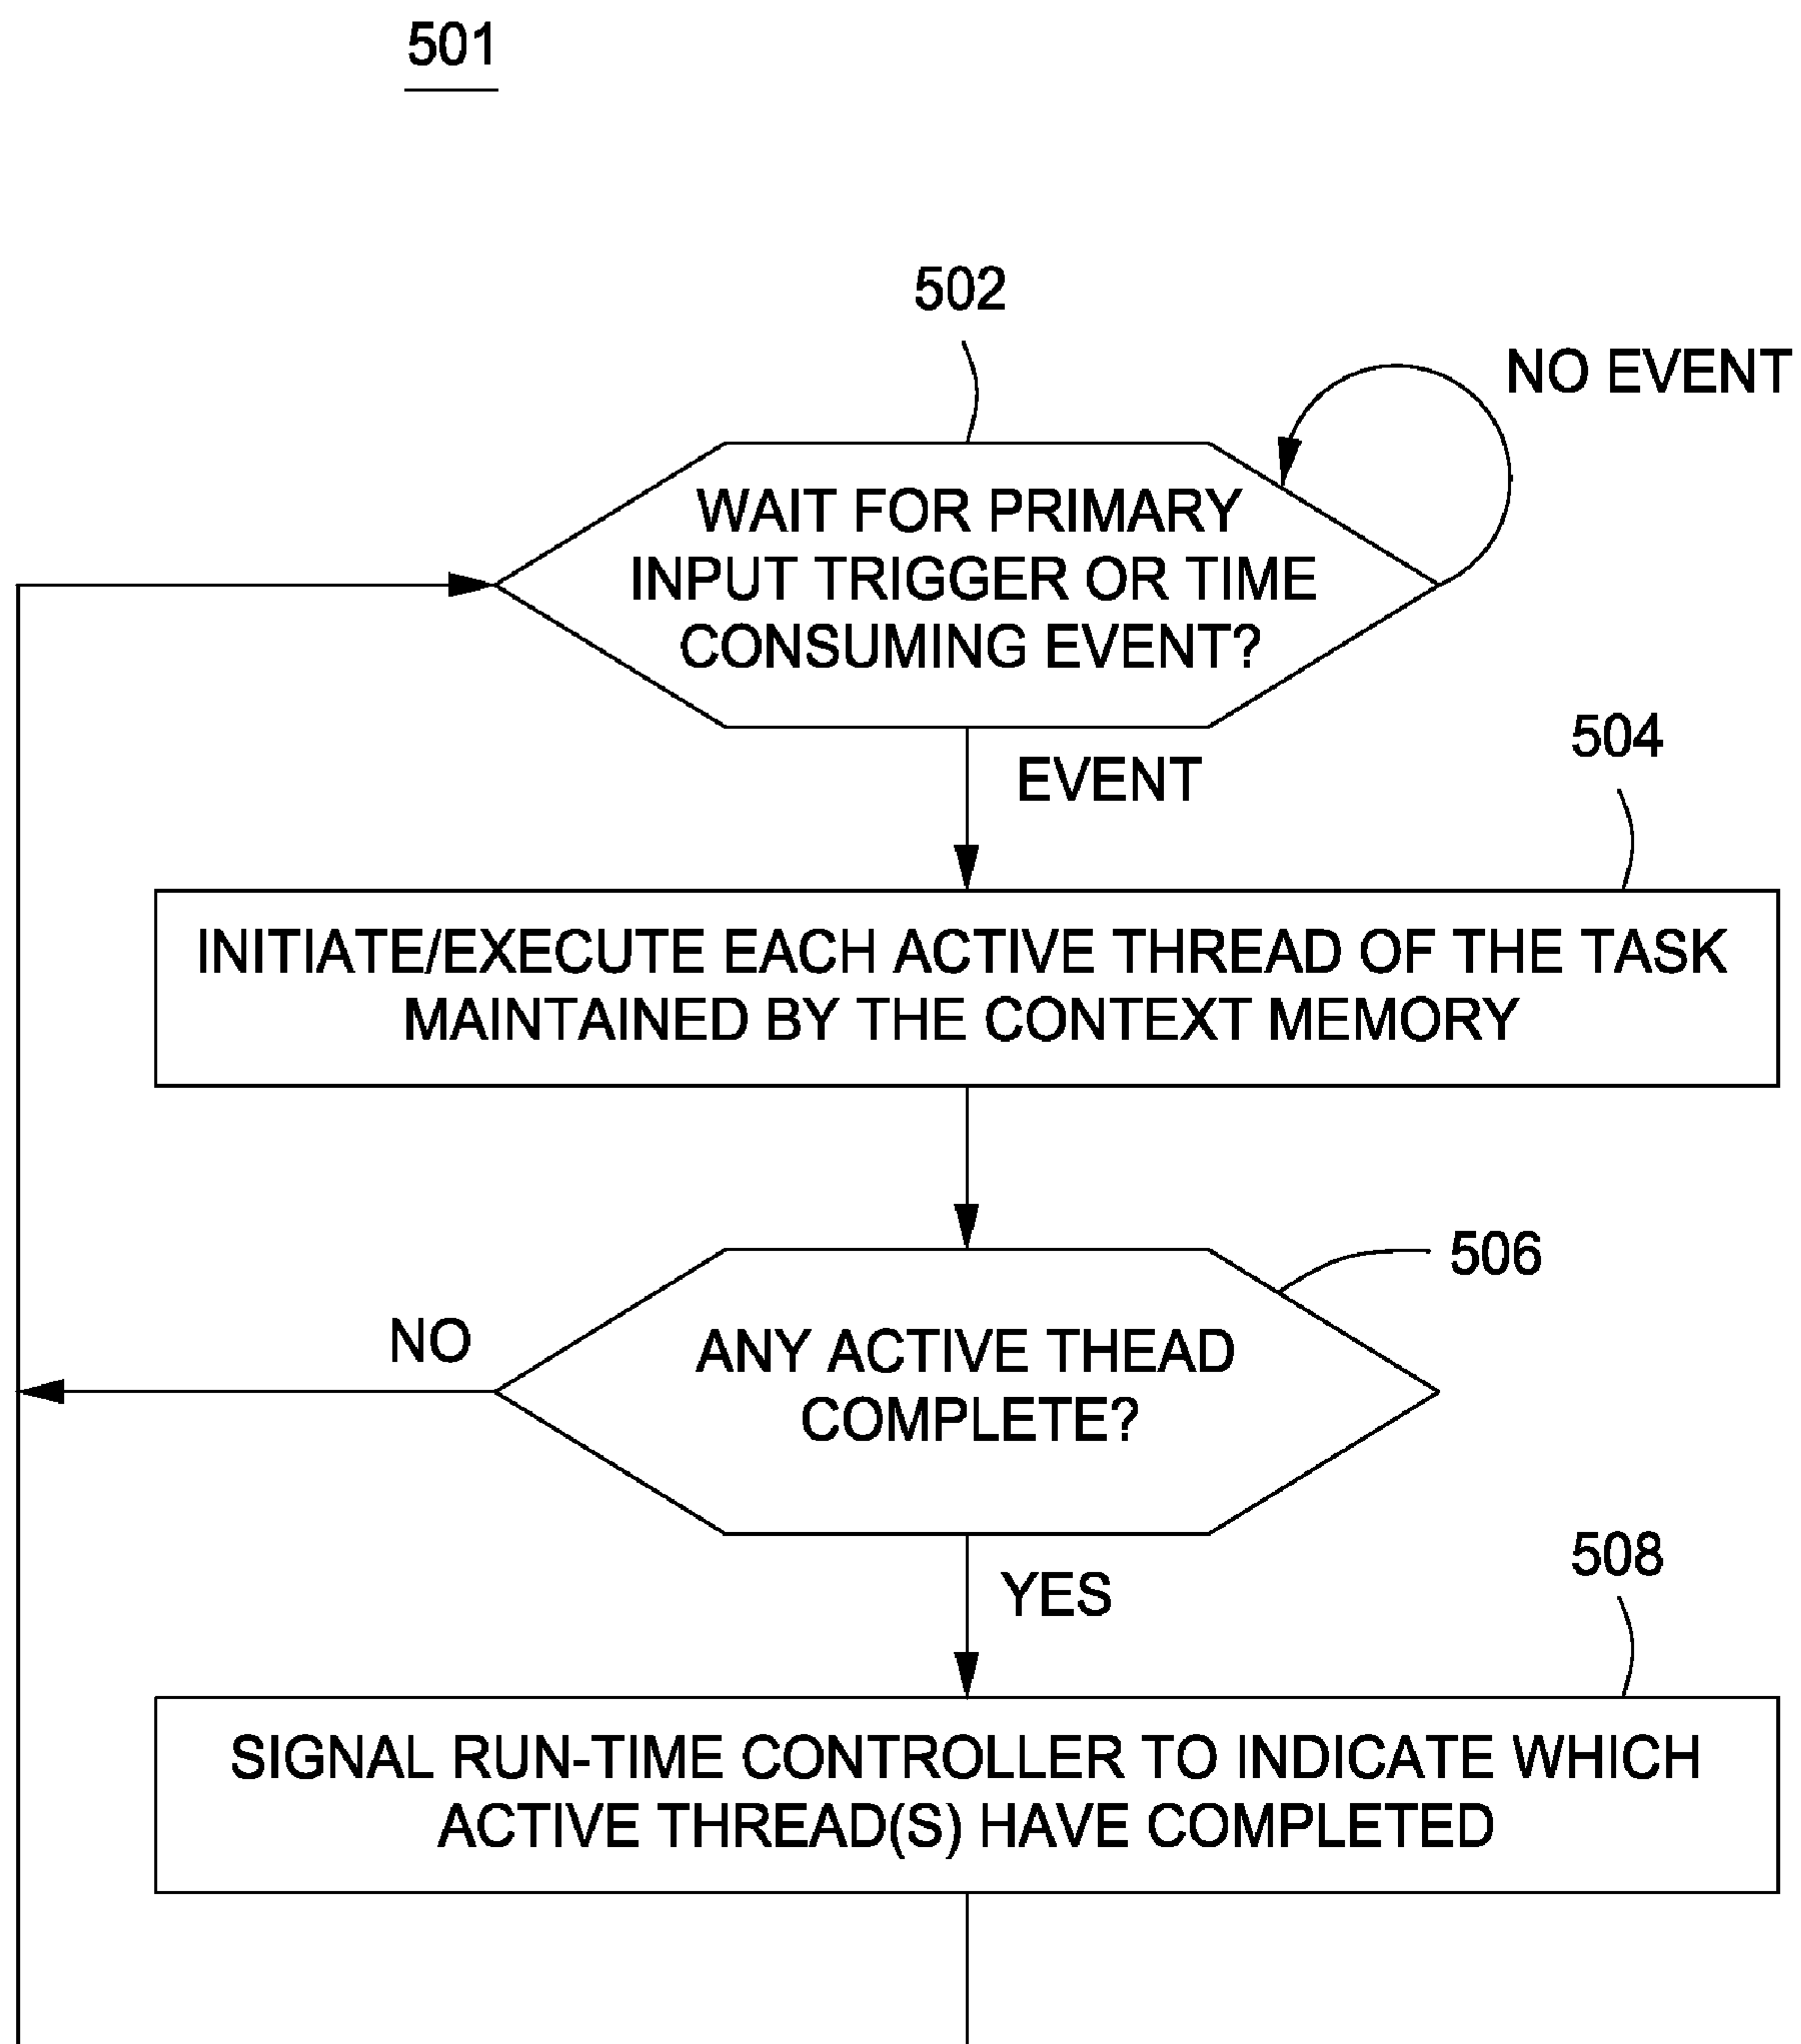 501
502
NO EVENT
WAIT FOR PRIMARY
INPUT TRIGGER OR TIME
CONSUMING EVENT?
504
EVENT
INITIATE/EXECUTE EACH ACTIVE THREAD OF THE TASK
MAINTAINED BY THE CONTEXT MEMORY
506
NO
ANY ACTIVE THEAD
COMPLETE?
508
YES
SIGNAL RUN-TIME CONTROLLER TO INDICATE WHICH
ACTIVE THREAD(S) HAVE COMPLETED